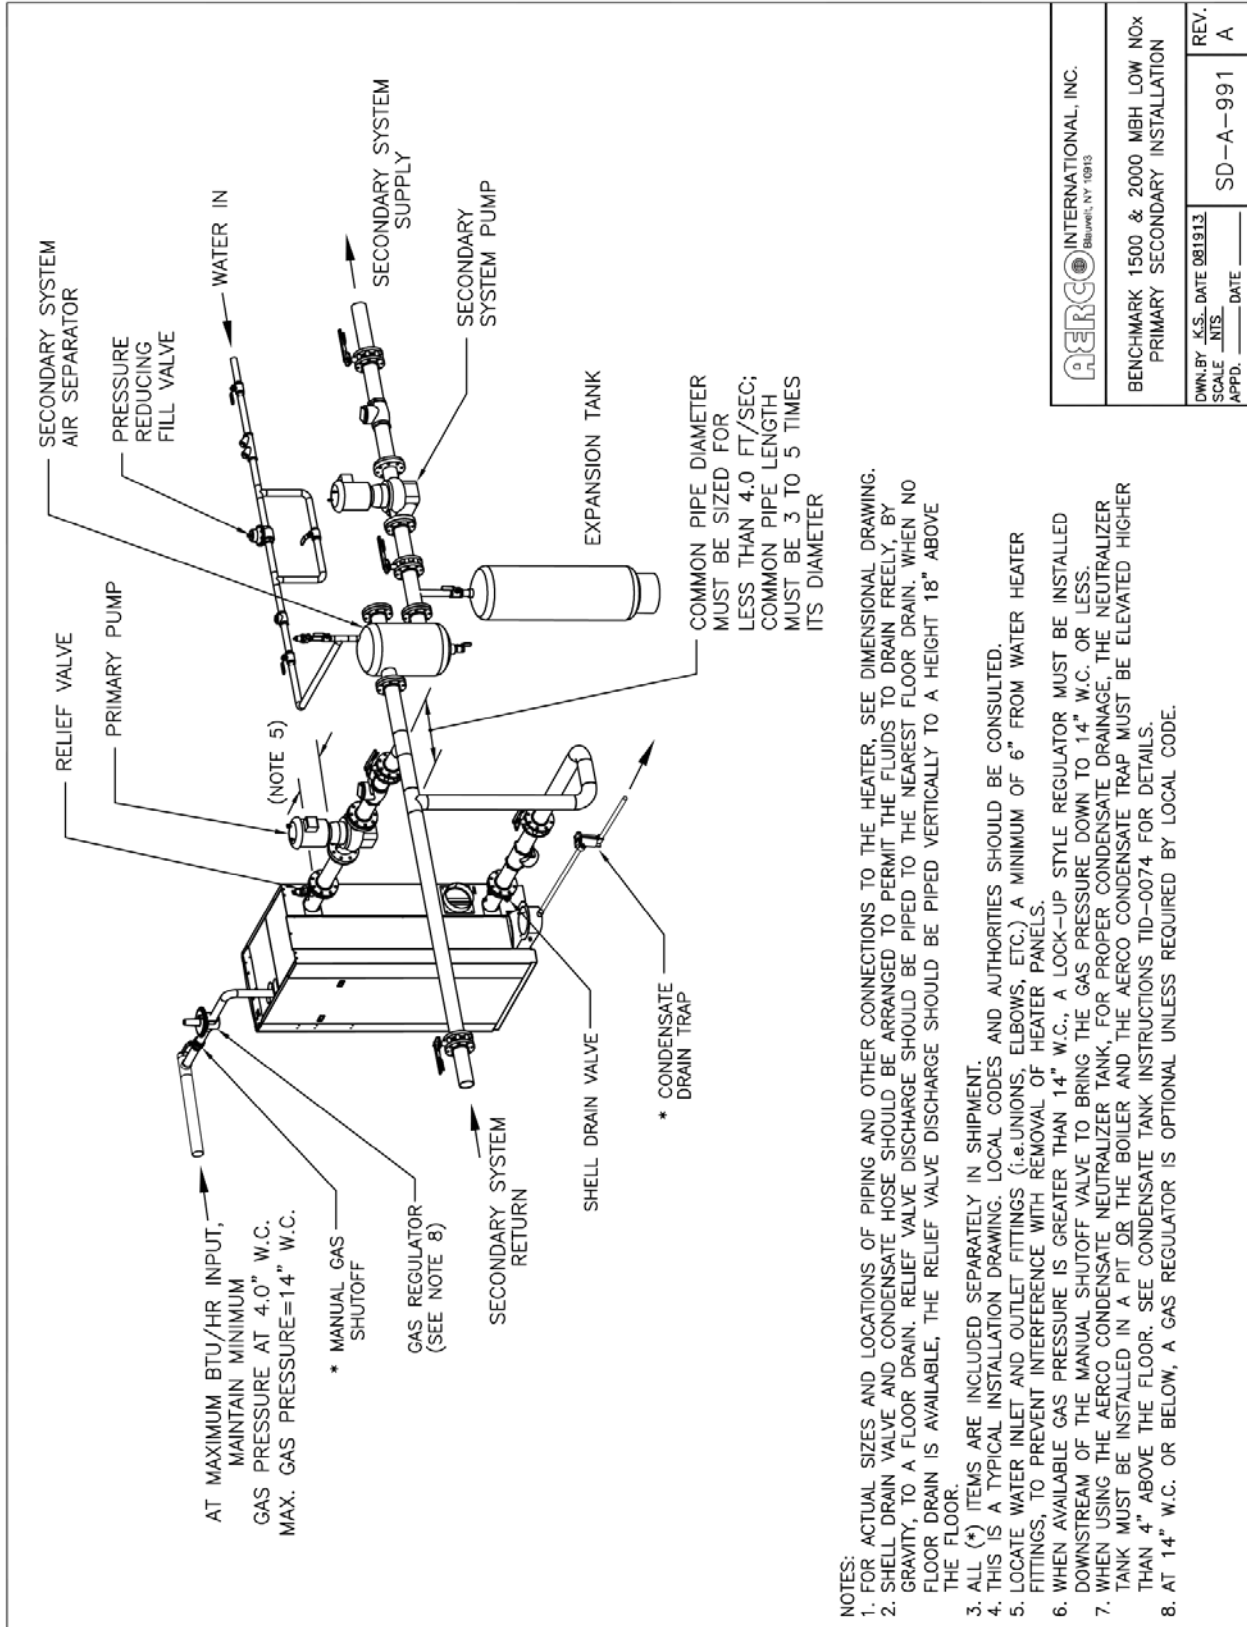 SECONDARY SYSTEM
AIR SEPARATOR
PRESSURE
REDUCING
FILL VALVE
WATER IN
RELIEF VALVE
PRIMARY PUMP
(NOTE 5)
SECONDARY SYSTEM
SUPPLY
SECONDARY
SYSTEM PUMP
EXPANSION TANK
COMMON PIPE DIAMETER
MUST BE SIZED FOR
LESS THAN 4.0 FT/SEC;
COMMON PIPE LENGTH
MUST BE 3 TO 5 TIMES
ITS DIAMETER
AT MAXIMUM BTU/HR INPUT,
MAINTAIN MINIMUM
GAS PRESSURE AT 4.0" W.C.
MAX. GAS PRESSURE=14" W.C.
* MANUAL GAS
SHUTOFF
GAS REGULATOR
(SEE NOTE 8)
SECONDARY SYSTEM
RETURN
SHELL DRAIN VALVE
* CONDENSATE
DRAIN TRAP
NOTES:
1. FOR ACTUAL SIZES AND LOCATIONS OF PIPING AND OTHER CONNECTIONS TO THE HEATER, SEE DIMENSIONAL DRAWING.
2. SHELL DRAIN VALVE AND CONDENSATE HOSE SHOULD BE ARRANGED TO PERMIT THE FLUIDS TO DRAIN FREELY, BY
GRAVITY, TO A FLOOR DRAIN. RELIEF VALVE DISCHARGE SHOULD BE PIPED TO THE NEAREST FLOOR DRAIN. WHEN NO
FLOOR DRAIN IS AVAILABLE, THE RELIEF VALVE DISCHARGE SHOULD BE PIPED VERTICALLY TO A HEIGHT 18" ABOVE
THE FLOOR.
3. ALL (*) ITEMS ARE INCLUDED SEPARATELY IN SHIPMENT.
4. THIS IS A TYPICAL INSTALLATION DRAWING. LOCAL CODES AND AUTHORITIES SHOULD BE CONSULTED.
5. LOCATE WATER INLET AND OUTLET FITTINGS (i.e.UNIONS, ELBOWS, ETC.) A MINIMUM OF 6" FROM WATER HEATER
FITTINGS, TO PREVENT INTERFERENCE WITH REMOVAL OF HEATER PANELS.
6. WHEN AVAILABLE GAS PRESSURE IS GREATER THAN 14" W.C., A LOCK-UP STYLE REGULATOR MUST BE INSTALLED
DOWNSTREAM OF THE MANUAL SHUTOFF VALVE TO BRING THE GAS PRESSURE DOWN TO 14" W.C. OR LESS.
7. WHEN USING THE AERCO CONDENSATE NEUTRALIZER TANK, FOR PROPER CONDENSATE DRAINAGE, THE NEUTRALIZER
TANK MUST BE INSTALLED IN A PIT OR THE BOILER AND THE AERCO CONDENSATE TRAP MUST BE ELEVATED HIGHER
THAN 4" ABOVE THE FLOOR. SEE CONDENSATE TANK INSTRUCTIONS TID-0074 FOR DETAILS.
8. AT 14" W.C. OR BELOW, A GAS REGULATOR IS OPTIONAL UNLESS REQUIRED BY LOCAL CODE.
AERCO INTERNATIONAL, INC.
Blauvelt, NY 10913
BENCHMARK 1500 & 2000 MBH LOW NOx
PRIMARY SECONDARY INSTALLATION
DWN.BY K.S. DATE 081913
SCALE NTS
APPD. DATE
SD-A-991
REV.
A